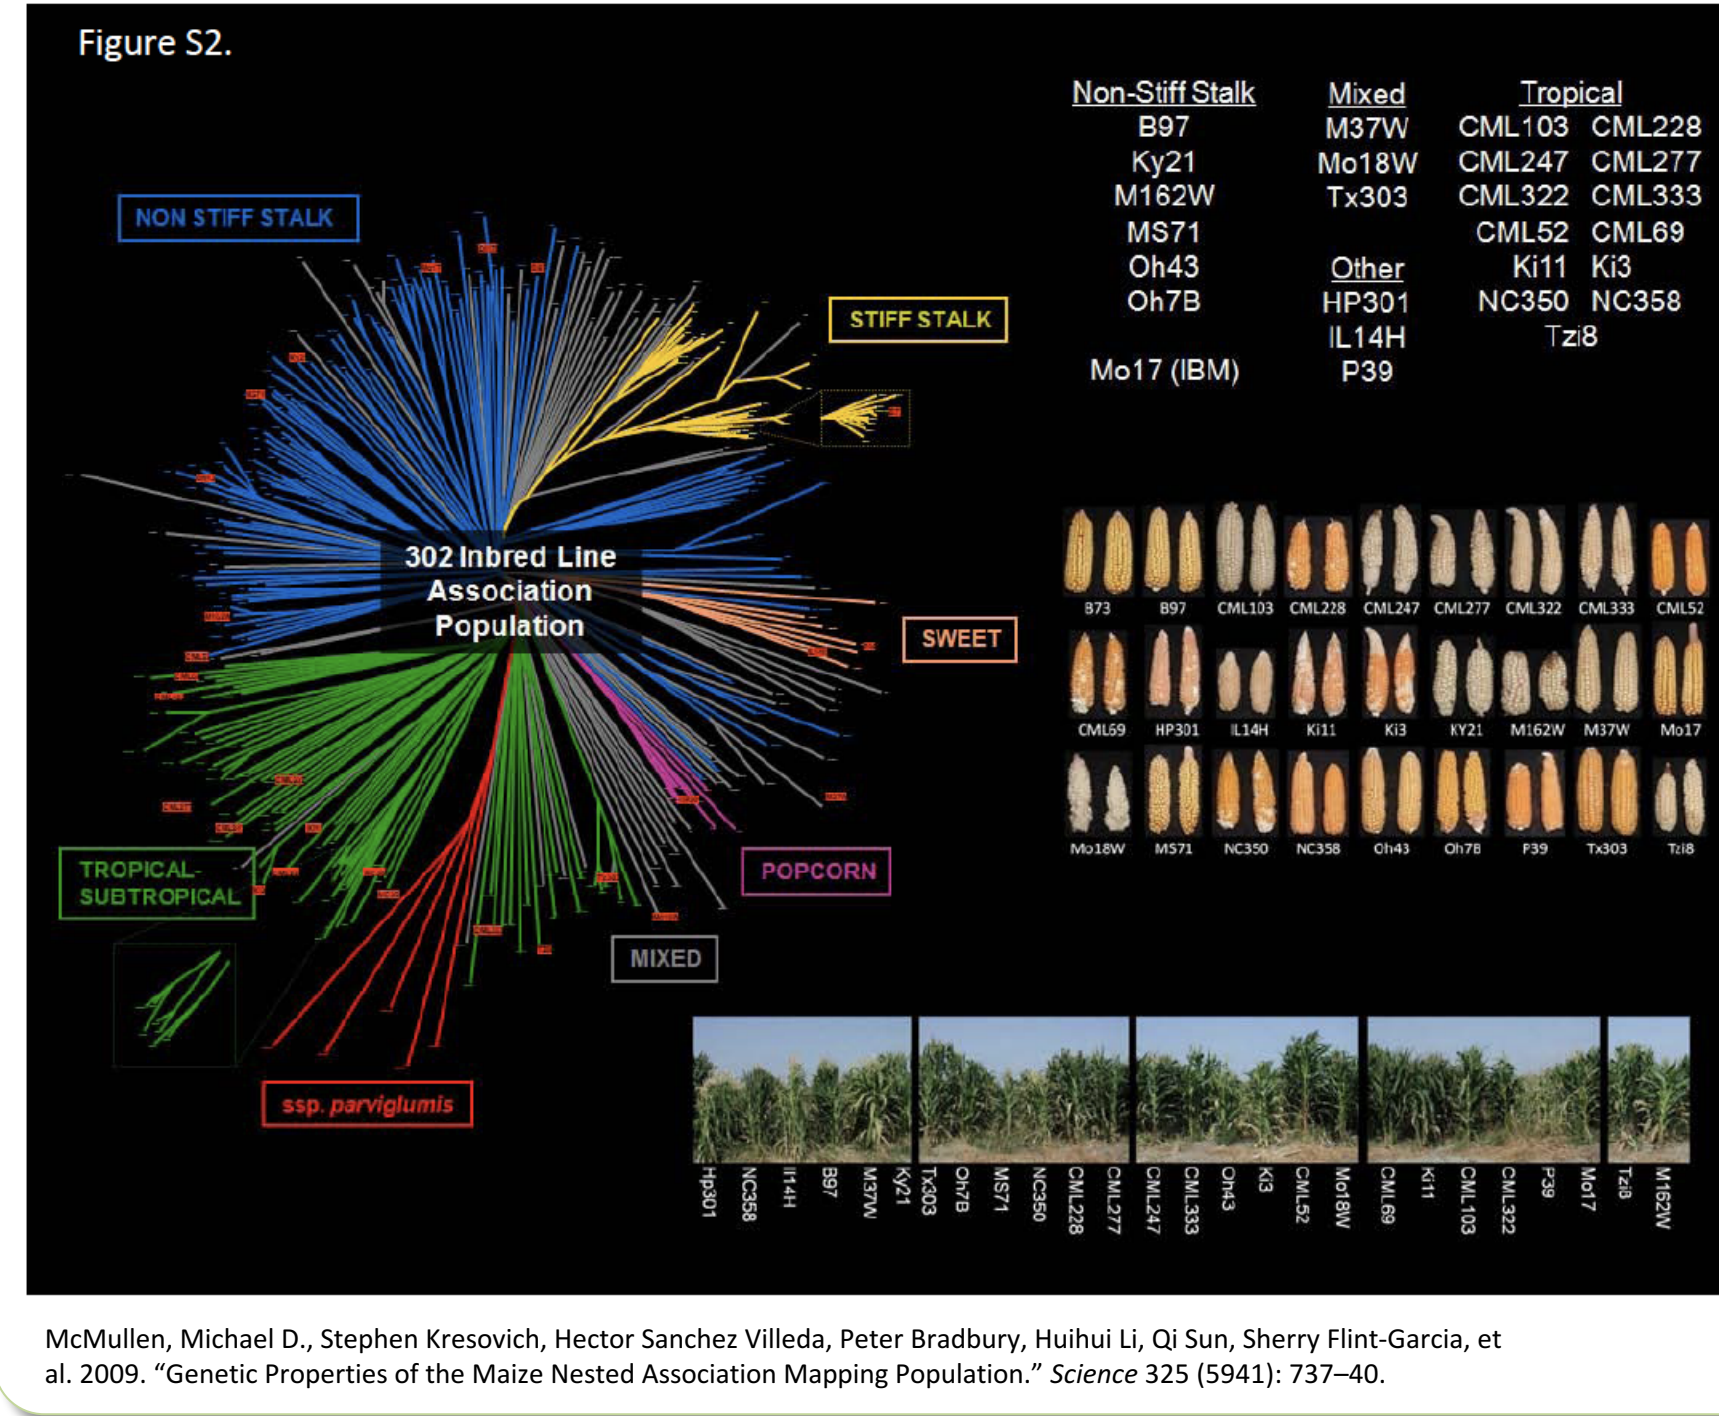 Figure S2.
Non-Stiff Stalk
B97
Ky21
M162W
MS71
Oh43
Oh7B
Mo17 (IBM)
Mixed
M37W
Mo18W
Tx303
Other
HP301
IL14H
P39
Tropical
CML103 CML228
CML247 CML277
CML322 CML333
CML52 CML69
Ki11 Ki3
NC350 NC358
Tzi8
NON STIFF STALK
STIFF STALK
302 Inbred Line
Association
Population
SWEET
POPCORN
MIXED
TROPICAL-
SUBTROPICAL
ssp. parviglumis
B73 B97 CML103 CML228 CML247 CML277 CML322 CML333 CML52
CML69 HP301 IL14H Ki11 Ki3 KY21 M162W M37W Mo17
Mo18W MS71 NC350 NC358 Oh43 Oh7B P39 Tx303 Tzi8
Hp301 NC358 Il14H B97 M37W Ky21 Tx303 Oh7B MS71 NC350 CML228 CML277 CML247 CML333 Oh43 Ki3 CML52 Mo18W CML69 Ki11 CML103 CML322 P39 Mo17 Tzi8 M162W
McMullen, Michael D., Stephen Kresovich, Hector Sanchez Villeda, Peter Bradbury, Huihui Li, Qi Sun, Sherry Flint-Garcia, et
al. 2009. “Genetic Properties of the Maize Nested Association Mapping Population.” Science 325 (5941): 737–40.